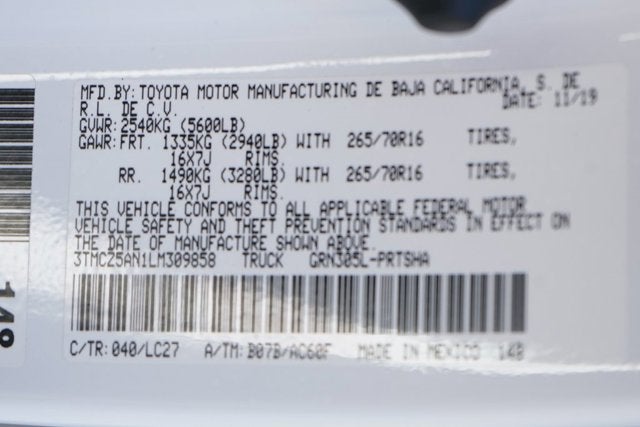 MFD. BY: TOYOTA MOTOR MANUFACTURING DE BAJA CALIFORNIA, S. DE
R.L. DE C.V. DATE: 11/19
GVWR: 2540KG (5600LB)
GAWR: FRT. 1335KG (2940LB) WITH 265/70R16 TIRES,
16X7J RIMS.
RR. 1490KG (3280LB) WITH 265/70R16 TIRES,
16X7J RIMS.
THIS VEHICLE CONFORMS TO ALL APPLICABLE FEDERAL MOTOR
VEHICLE SAFETY AND THEFT PREVENTION STANDARDS IN EFFECT ON
THE DATE OF MANUFACTURE SHOWN ABOVE.
3TMCZ5AN1LM309858 TRUCK GRN305L-PRTSHA
C/TR: 040/LC27 A/TM: B07B/AC60F MADE IN MEXICO 148
148